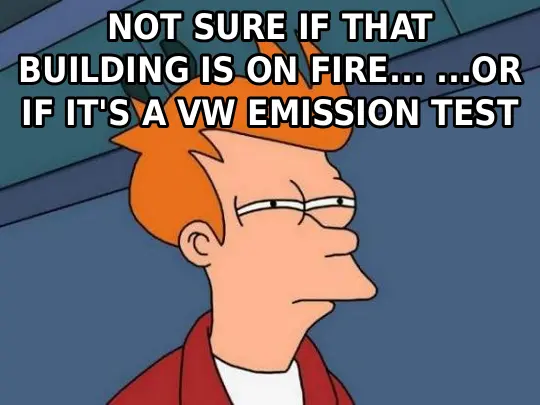 NOT SURE IF THAT
BUILDING IS ON FIRE... ...OR
IF IT'S A VW EMISSION TEST